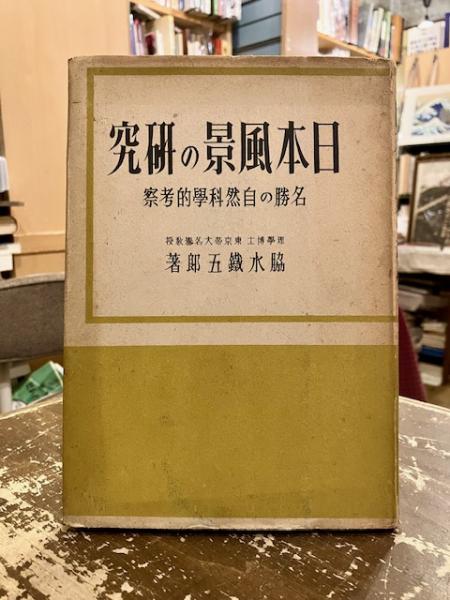 日本風景の研究
名勝の自然科學的考察
理學博士 東京帝大名譽敎授
脇水鐵五郎著